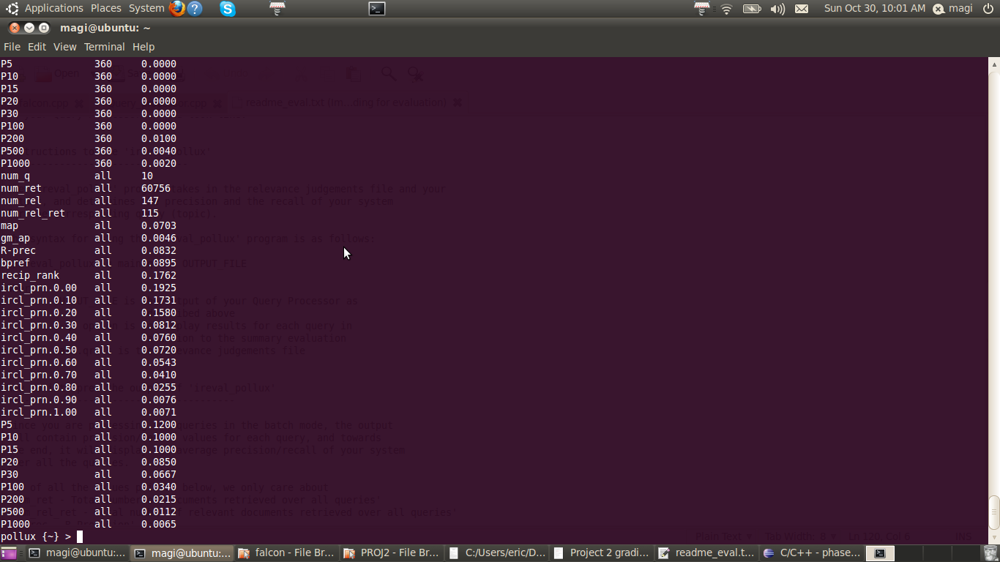 Applications Places System Sun Oct 30, 10:01 AM magi
magi@ubuntu: ~
File Edit View Terminal Help
P5 360 0.0000
P10 360 0.0000
P15 360 0.0000
P20 360 0.0000
P30 360 0.0000
P100 360 0.0000
P200 360 0.0100
P500 360 0.0040
P1000 360 0.0020
num_q all 10
num_ret all 60756
num_rel all 147
num_rel_ret all 115
map all 0.0703
gm_ap all 0.0046
R-prec all 0.0832
bpref all 0.0895
recip_rank all 0.1762
ircl_prn.0.00 all 0.1925
ircl_prn.0.10 all 0.1731
ircl_prn.0.20 all 0.1580
ircl_prn.0.30 all 0.0812
ircl_prn.0.40 all 0.0760
ircl_prn.0.50 all 0.0720
ircl_prn.0.60 all 0.0543
ircl_prn.0.70 all 0.0410
ircl_prn.0.80 all 0.0255
ircl_prn.0.90 all 0.0076
ircl_prn.1.00 all 0.0071
P5 all 0.1200
P10 all 0.1000
P15 all 0.1000
P20 all 0.0850
P30 all 0.0667
P100 all 0.0340
P200 all 0.0215
P500 all 0.0112
P1000 all 0.0065
pollux {~} >
magi@ubuntu:... magi@ubuntu:... falcon - File Br... PROJ2 - File Br... C:/Users/eric/D... Project 2 gradi... readme_eval.t... C/C++ - phase...